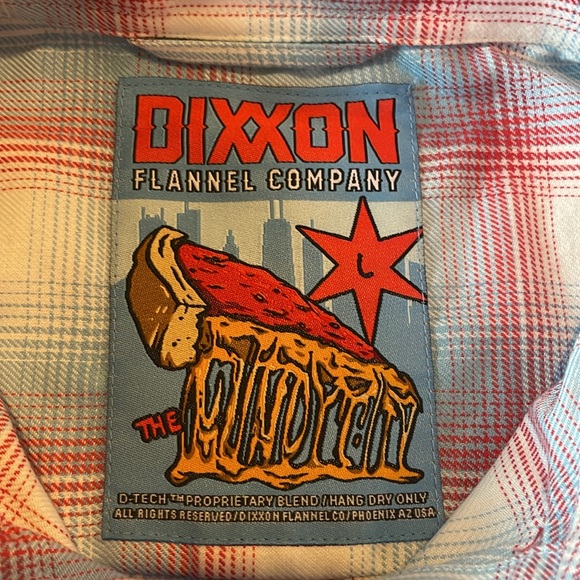 DIXXON
FLANNEL COMPANY
L
THE WINDY CITY
D-TECH™ PROPRIETARY BLEND / HANG DRY ONLY
ALL RIGHTS RESERVED / DIXXON FLANNEL CO / PHOENIX AZ USA